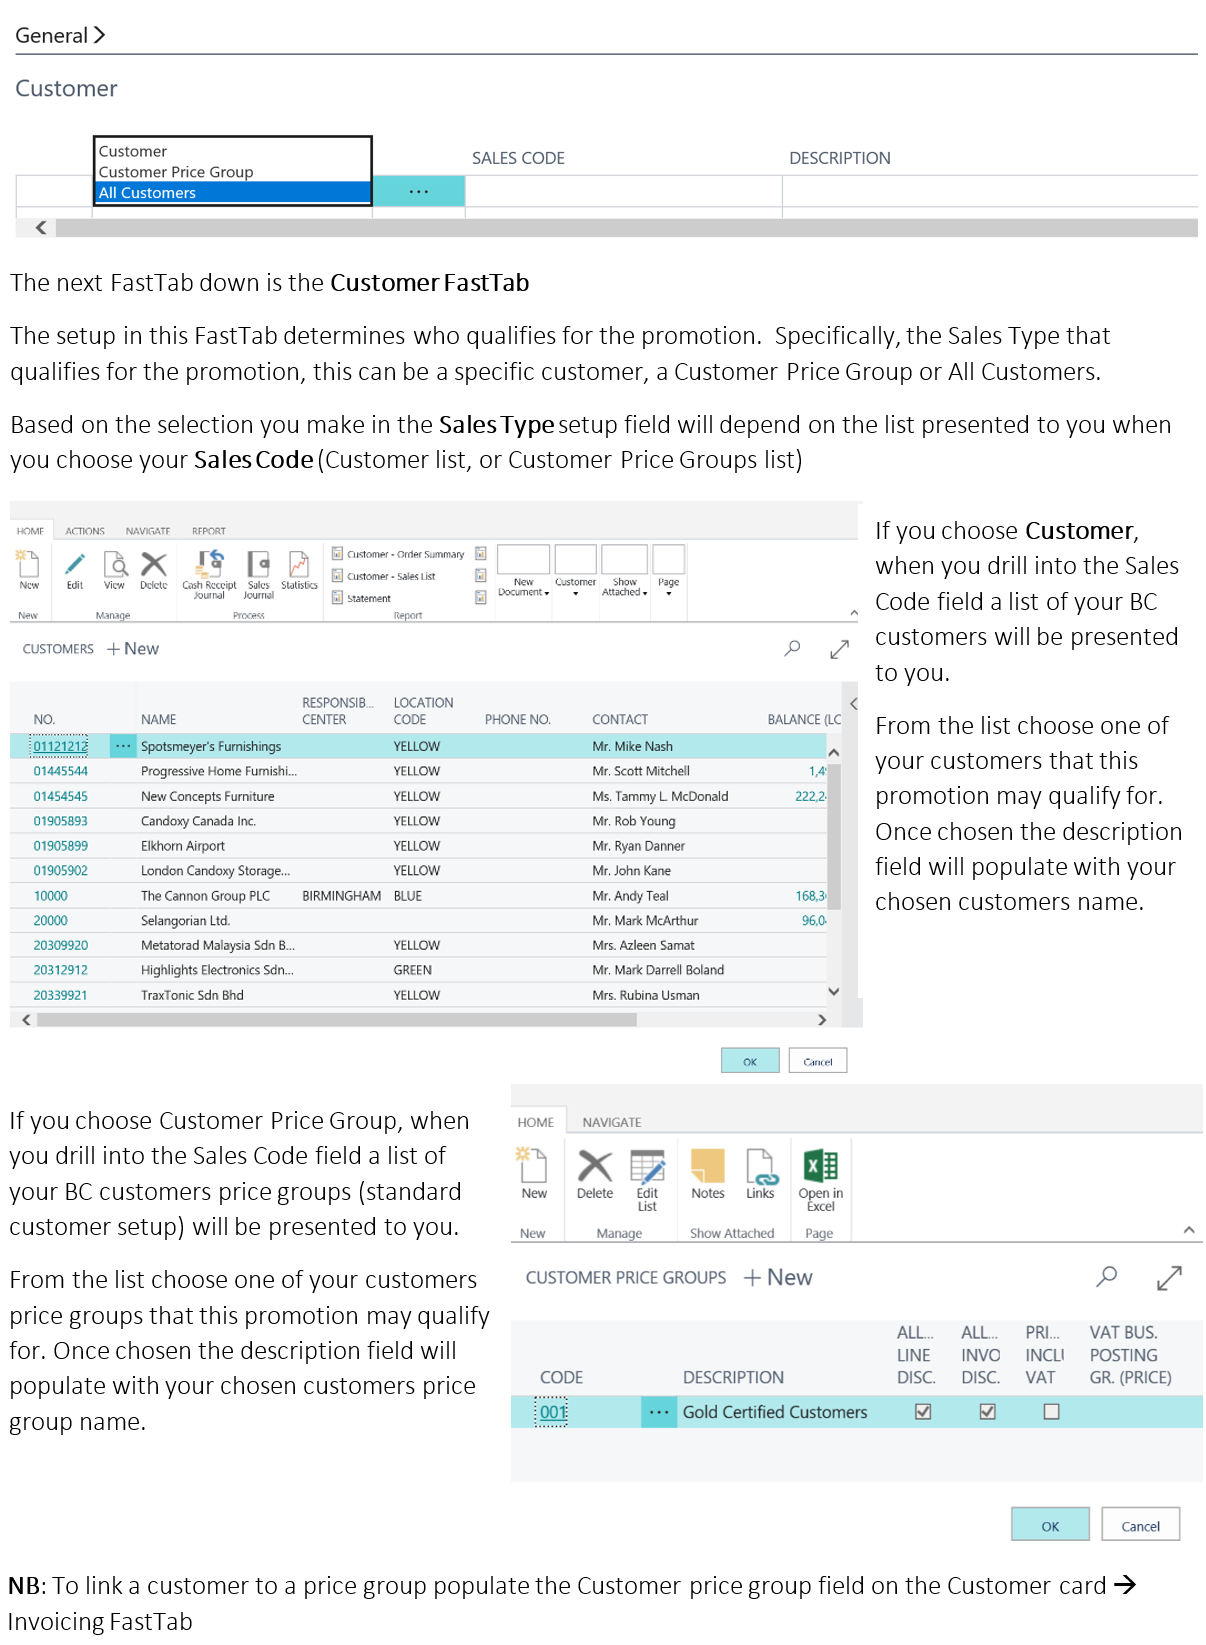 General >
Customer
Customer
Customer Price Group
All Customers
SALES CODE
DESCRIPTION
...
The next FastTab down is the Customer FastTab
The setup in this FastTab determines who qualifies for the promotion. Specifically, the Sales Type that
qualifies for the promotion, this can be a specific customer, a Customer Price Group or All Customers.
Based on the selection you make in the Sales Type setup field will depend on the list presented to you when
you choose your Sales Code (Customer list, or Customer Price Groups list)
HOME ACTIONS NAVIGATE REPORT
New Edit View Delete Cash Receipt Journal Sales Journal Statistics
Customer - Order Summary
Customer - Sales List
Statement
New Document Customer Show Attached Page
New Manage Process Report
CUSTOMERS + New
NO. NAME RESPONSIB... CENTER LOCATION CODE PHONE NO. CONTACT BALANCE (LC
01121212 ... Spotsmeyer's Furnishings YELLOW Mr. Mike Nash
01445544 Progressive Home Furnishi... YELLOW Mr. Scott Mitchell 1,4
01454545 New Concepts Furniture YELLOW Ms. Tammy L. McDonald 222,2
01905893 Candoxy Canada Inc. YELLOW Mr. Rob Young
01905899 Elkhorn Airport YELLOW Mr. Ryan Danner
01905902 London Candoxy Storage... YELLOW Mr. John Kane
10000 The Cannon Group PLC BIRMINGHAM BLUE Mr. Andy Teal 168,3
20000 Selangorian Ltd. Mr. Mark McArthur 96,0
20309920 Metatorad Malaysia Sdn B... YELLOW Mrs. Azleen Samat
20312912 Highlights Electronics Sdn... GREEN Mr. Mark Darrell Boland
20339921 TraxTonic Sdn Bhd YELLOW Mrs. Rubina Usman
OK Cancel
If you choose Customer,
when you drill into the Sales
Code field a list of your BC
customers will be presented
to you.
From the list choose one of
your customers that this
promotion may qualify for.
Once chosen the description
field will populate with your
chosen customers name.
If you choose Customer Price Group, when
you drill into the Sales Code field a list of
your BC customers price groups (standard
customer setup) will be presented to you.
From the list choose one of your customers
price groups that this promotion may qualify
for. Once chosen the description field will
populate with your chosen customers price
group name.
HOME NAVIGATE
New Delete Edit List Notes Links Open in Excel
New Manage Show Attached Page
CUSTOMER PRICE GROUPS + New
CODE DESCRIPTION ALL... LINE DISC. ALL... INVO DISC. PRI... INCLU VAT VAT BUS. POSTING GR. (PRICE)
001 ... Gold Certified Customers
OK Cancel
NB: To link a customer to a price group populate the Customer price group field on the Customer card →
Invoicing FastTab